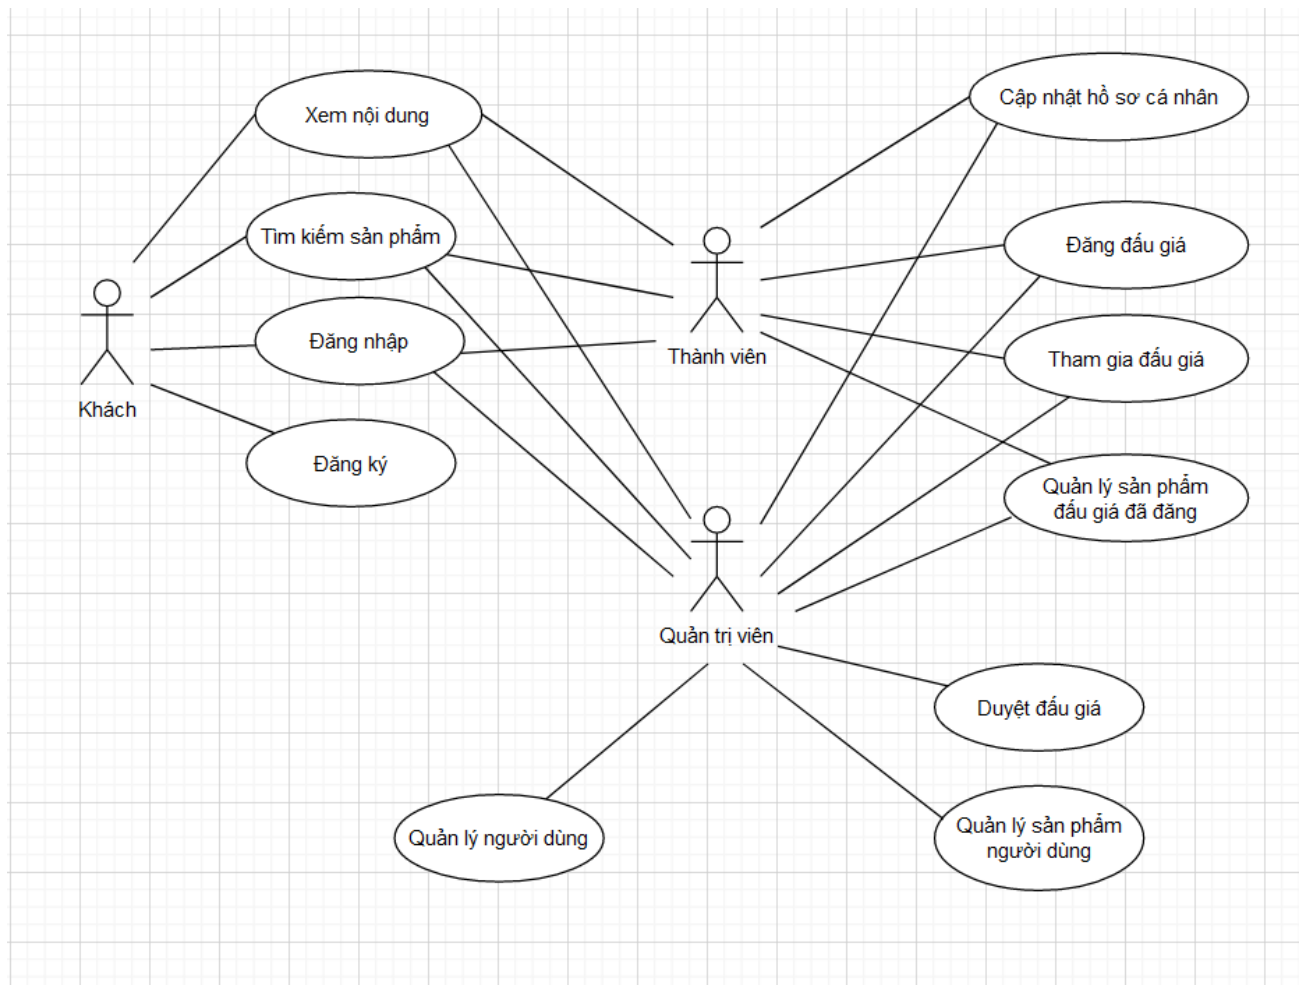 Xem nội dung
Cập nhật hồ sơ cá nhân
Tìm kiếm sản phẩm
Đăng đấu giá
Đăng nhập
Thành viên
Tham gia đấu giá
Khách
Đăng ký
Quản lý sản phẩm
đấu giá đã đăng
Quản trị viên
Duyệt đấu giá
Quản lý người dùng
Quản lý sản phẩm
người dùng